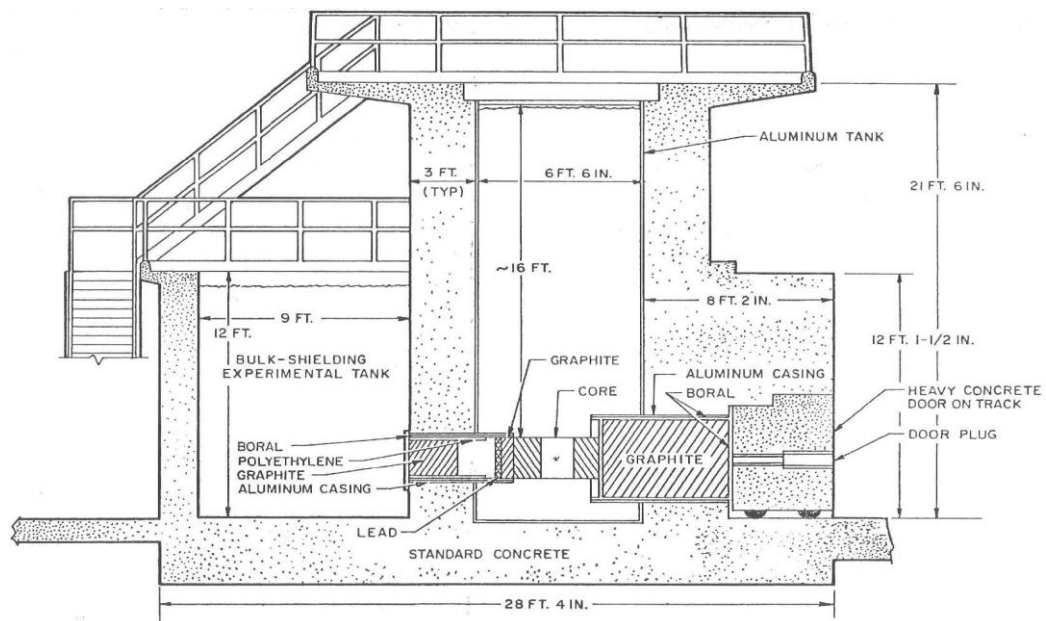 ALUMINUM TANK
3 FT.
(TYP)
6 FT. 6 IN.
21 FT. 6 IN.
~16 FT.
8 FT. 2 IN.
9 FT.
12 FT.
12 FT. 1-1/2 IN.
BULK-SHIELDING
EXPERIMENTAL TANK
GRAPHITE
CORE
ALUMINUM CASING
BORAL
HEAVY CONCRETE
DOOR ON TRACK
DOOR PLUG
BORAL
POLYETHYLENE
GRAPHITE
ALUMINUM CASING
GRAPHITE
LEAD
STANDARD CONCRETE
28 FT. 4 IN.